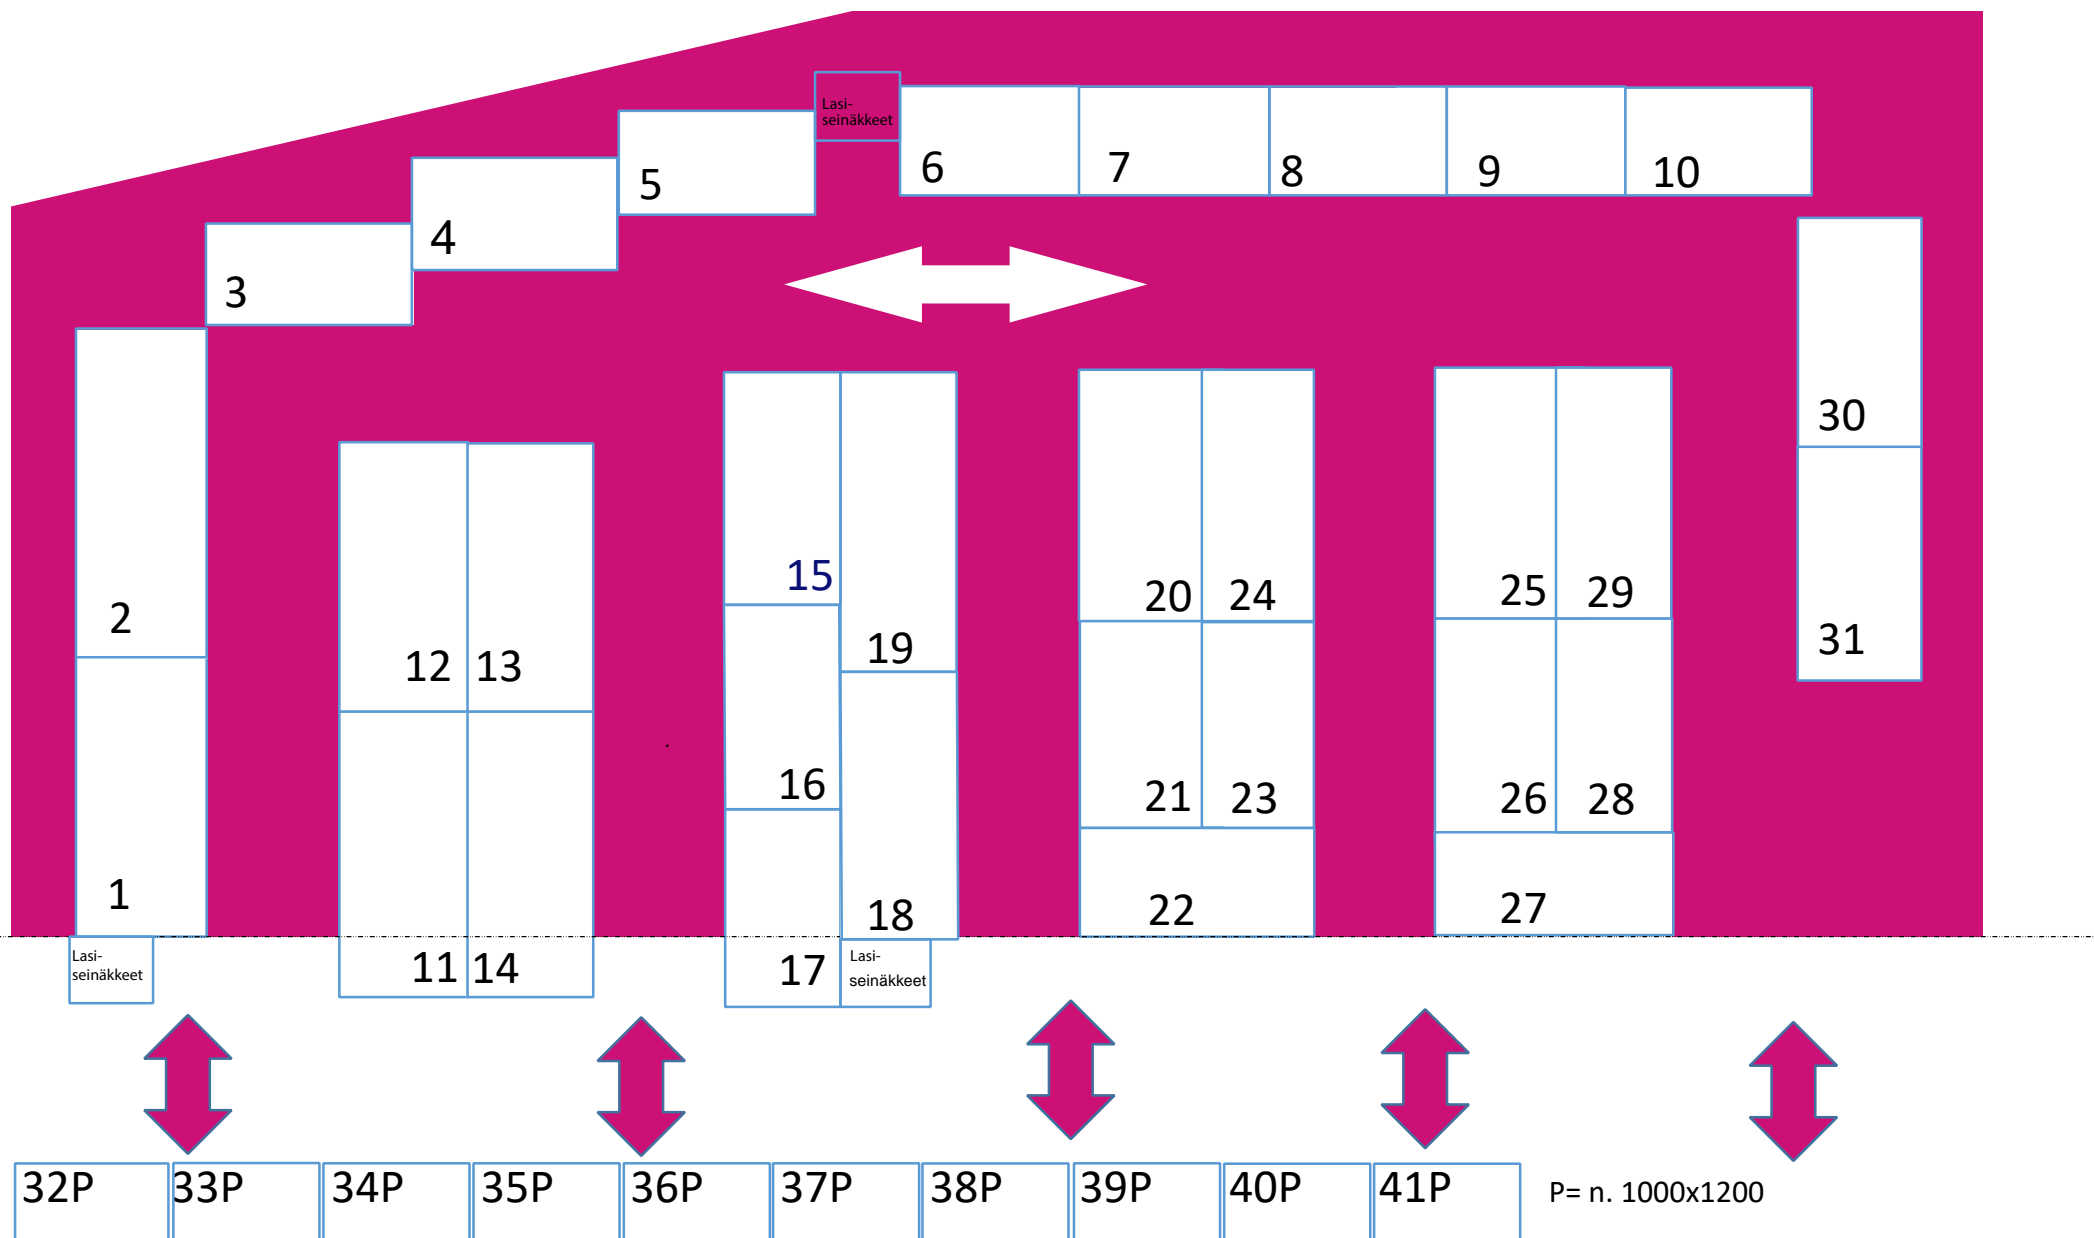 Lasi-
seinäkkeet
6
7
8
9
10
5
4
3
30
2
31
1
12
13
15
19
20
24
25
29
16
21
23
26
28
18
22
27
Lasi-
seinäkkeet
11
14
17
Lasi-
seinäkkeet
32P
33P
34P
35P
36P
37P
38P
39P
40P
41P
P= n. 1000x1200